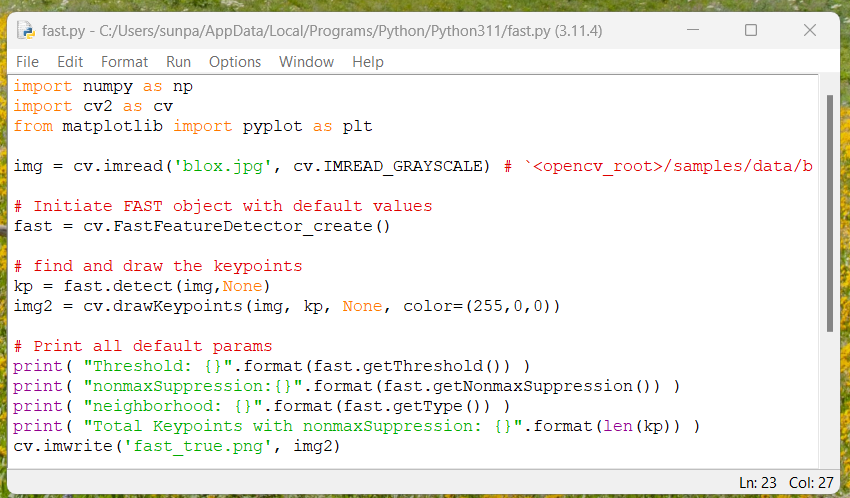 fast.py - C:/Users/sunpa/AppData/Local/Programs/Python/Python311/fast.py (3.11.4)
File Edit Format Run Options Window Help
import numpy as np
import cv2 as cv
from matplotlib import pyplot as plt
img = cv.imread('blox.jpg', cv.IMREAD_GRAYSCALE) # `<opencv_root>/samples/data/b
# Initiate FAST object with default values
fast = cv.FastFeatureDetector_create()
# find and draw the keypoints
kp = fast.detect(img,None)
img2 = cv.drawKeypoints(img, kp, None, color=(255,0,0))
# Print all default params
print( "Threshold: {}".format(fast.getThreshold()) )
print( "nonmaxSuppression:{}".format(fast.getNonmaxSuppression()) )
print( "neighborhood: {}".format(fast.getType()) )
print( "Total Keypoints with nonmaxSuppression: {}".format(len(kp)) )
cv.imwrite('fast_true.png', img2)
Ln: 23 Col: 27